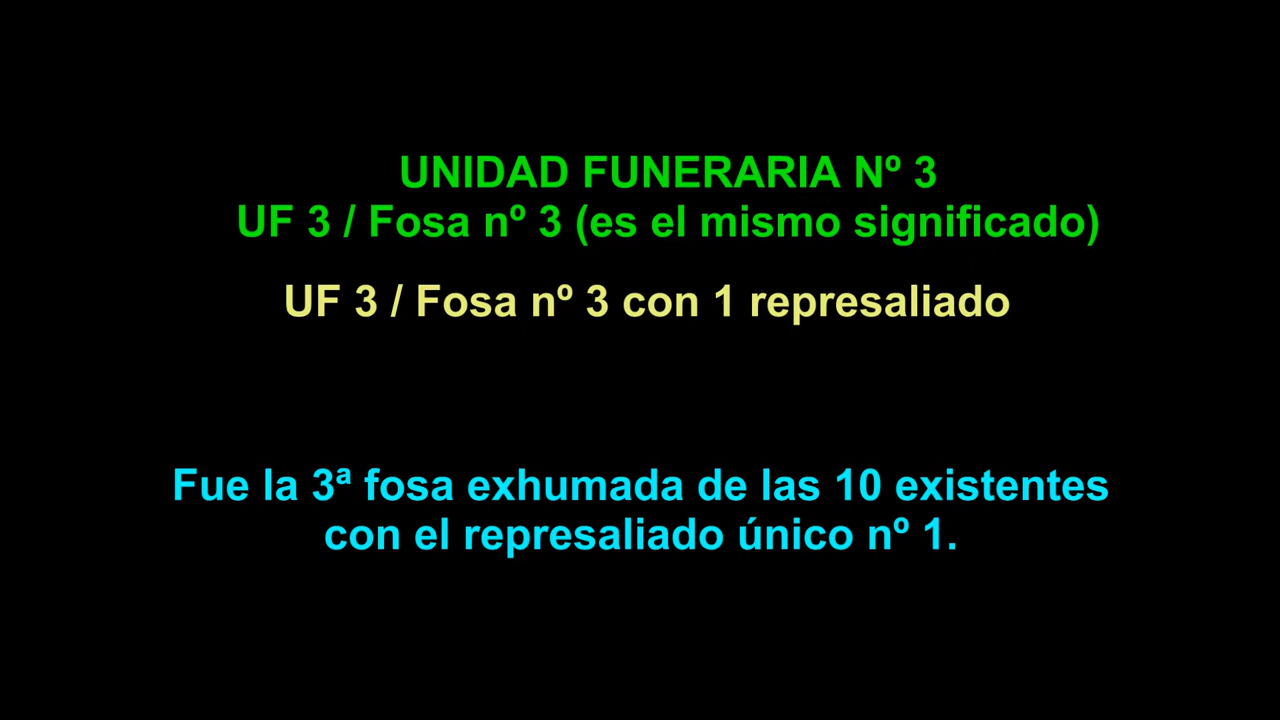 UNIDAD FUNERARIA Nº 3
UF 3 / Fosa nº 3 (es el mismo significado)
UF 3 / Fosa nº 3 con 1 represaliado
Fue la 3ª fosa exhumada de las 10 existentes
con el represaliado único nº 1.